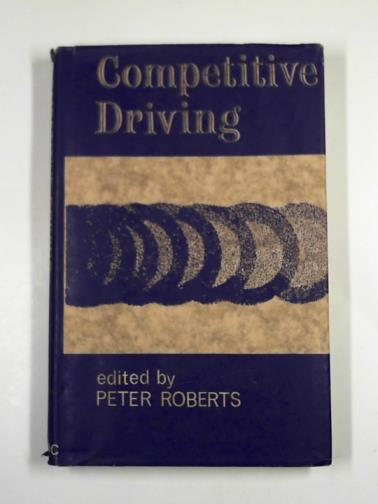 Competitive
Driving
edited by
PETER ROBERTS
C